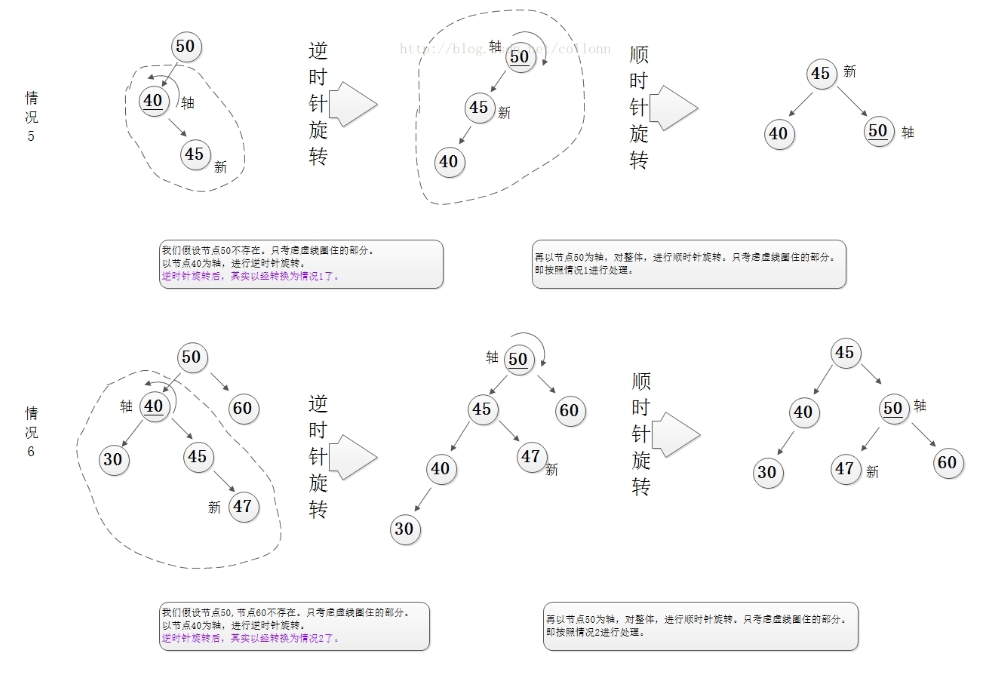 http://blog.csdn.net/collonn
情况5
50
40
轴
45
新
逆时针旋转
轴
50
45
新
40
顺时针旋转
45
新
40
50
轴
我们假设节点50不存在。只考虑虚线圈住的部分。
以节点40为轴，进行逆时针旋转。
逆时针旋转后，其实以经转换为情况1了。
再以节点50为轴，对整体，进行顺时针旋转。只考虑虚线圈住的部分。
即按照情况1进行处理。
情况6
50
轴
40
60
30
45
新
47
逆时针旋转
轴
50
45
60
40
47
新
30
顺时针旋转
45
40
50
轴
30
47
新
60
我们假设节点50,节点60不存在。只考虑虚线圈住的部分。
以节点40为轴，进行逆时针旋转。
逆时针旋转后，其实以经转换为情况2了。
再以节点50为轴，对整体，进行顺时针旋转。只考虑虚线圈住的部分。
即按照情况2进行处理。